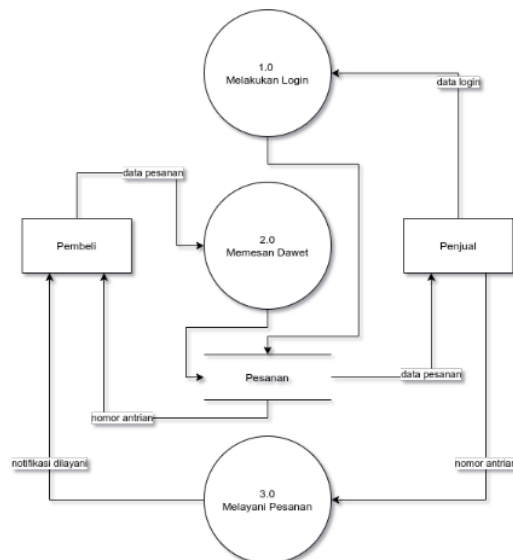 1.0
Melakukan Login
data login
data pesanan
2.0
Memesan Dawet
Pembeli
Penjual
Pesanan
data pesanan
nomor antrian
notifikasi dilayani
nomor antrian
3.0
Melayani Pesanan